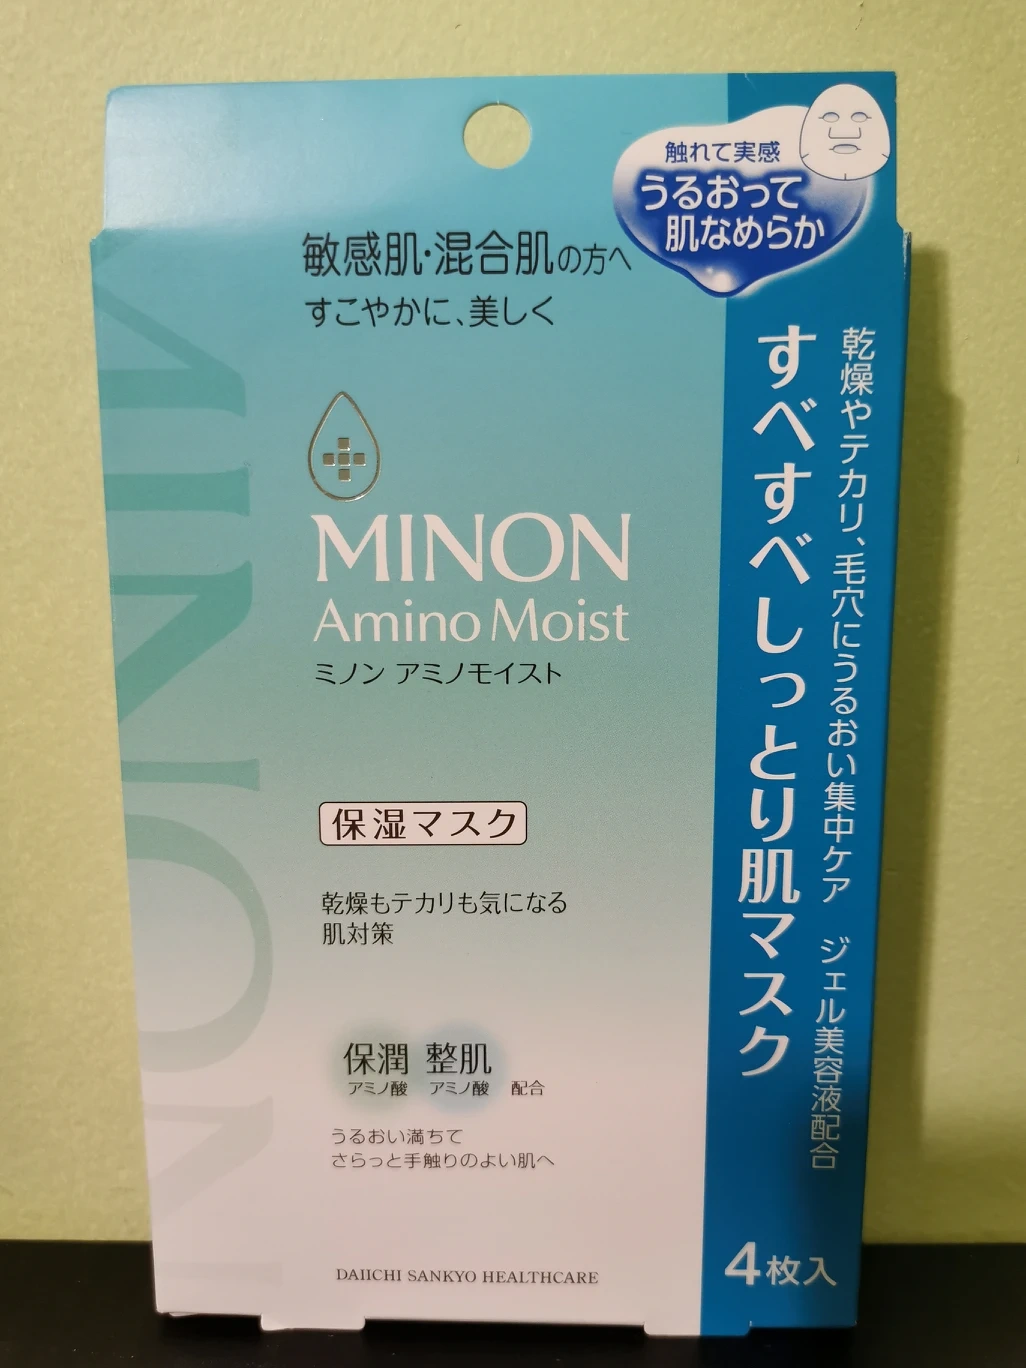 触れて実感
うるおって
肌なめらか
敏感肌・混合肌の方へ
すこやかに、美しく
MINON
Amino Moist
ミノン アミノモイスト
保湿マスク
乾燥もテカリも気になる
肌対策
保潤 整肌
アミノ酸 アミノ酸 配合
うるおい満ちて
さらっと手触りのよい肌へ
DAIICHI SANKYO HEALTHCARE
乾燥やテカリ、毛穴にうるおい集中ケア ジェル美容液配合
すべすべしっとり肌マスク
4枚入
MINON